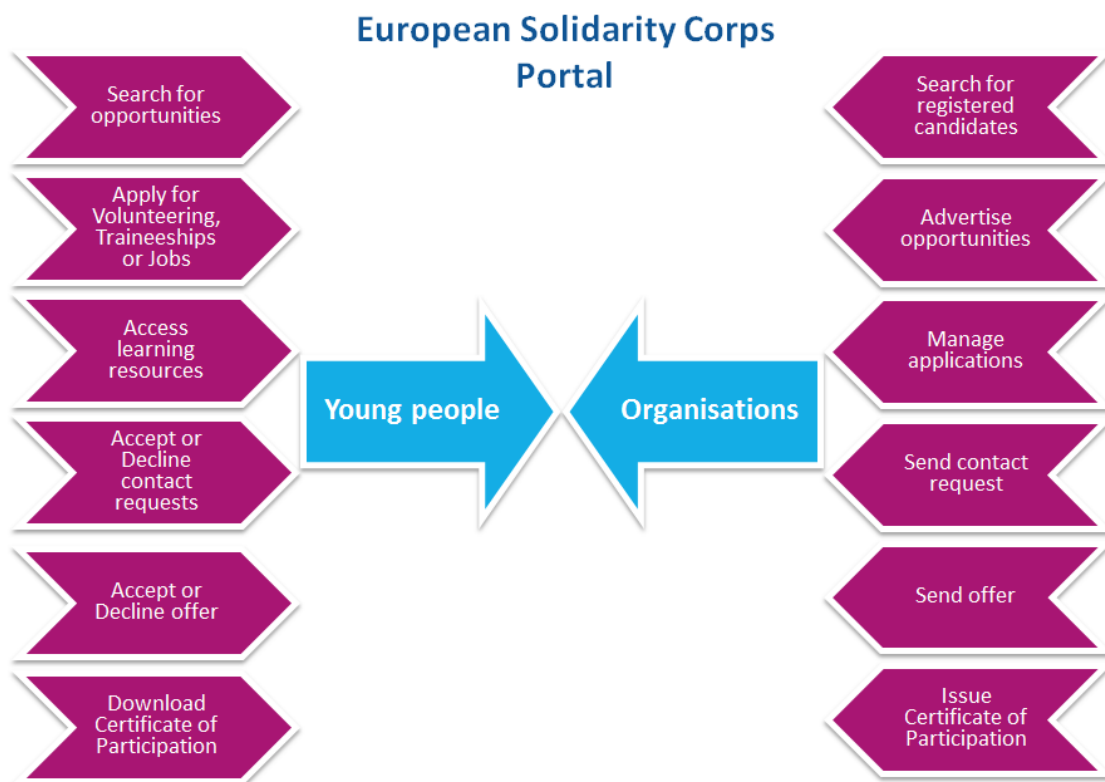 European Solidarity Corps
Portal
Search for
opportunities
Apply for
Volunteering,
Traineeships
or Jobs
Access
learning
resources
Accept or
Decline
contact
requests
Accept or
Decline offer
Download
Certificate of
Participation
Young people
Organisations
Search for
registered
candidates
Advertise
opportunities
Manage
applications
Send contact
request
Send offer
Issue
Certificate of
Participation